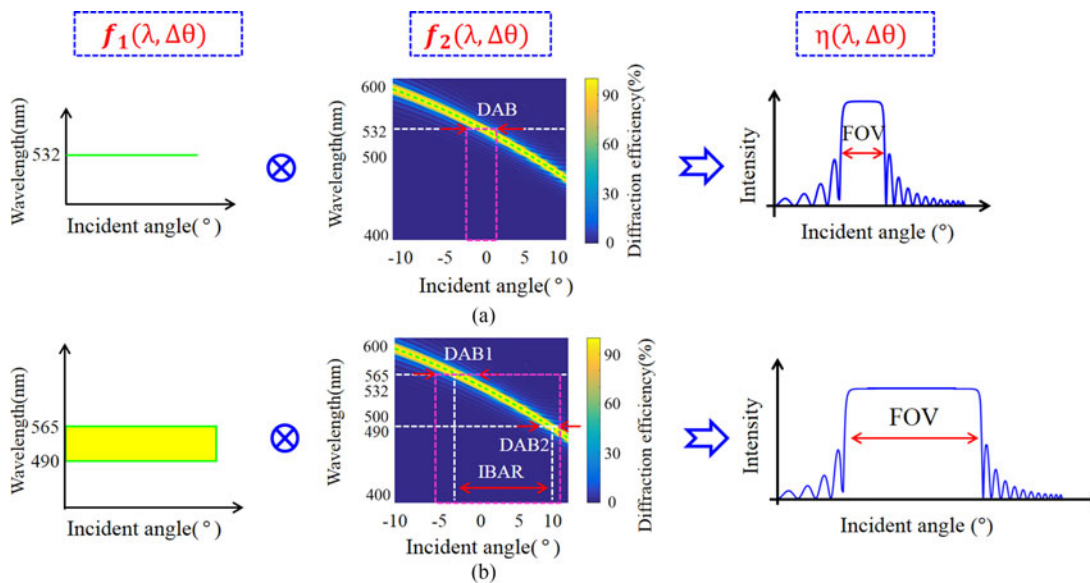 f₁(λ, Δθ)
f₂(λ, Δθ)
η(λ, Δθ)
Wavelength(nm)
532
Incident angle(°)
Wavelength(nm)
600
532
500
400
DAB
-10 -5 0 5 10
Incident angle(°)
90
60
30
0
Diffraction efficiency(%)
Intensity
FOV
Incident angle (°)
(a)
Wavelength(nm)
565
490
Incident angle(°)
Wavelength(nm)
600
565
532
500
490
400
DAB1
DAB2
IBAR
-10 -5 0 5 10
Incident angle(°)
90
60
30
0
Diffraction efficiency(%)
Intensity
FOV
Incident angle (°)
(b)